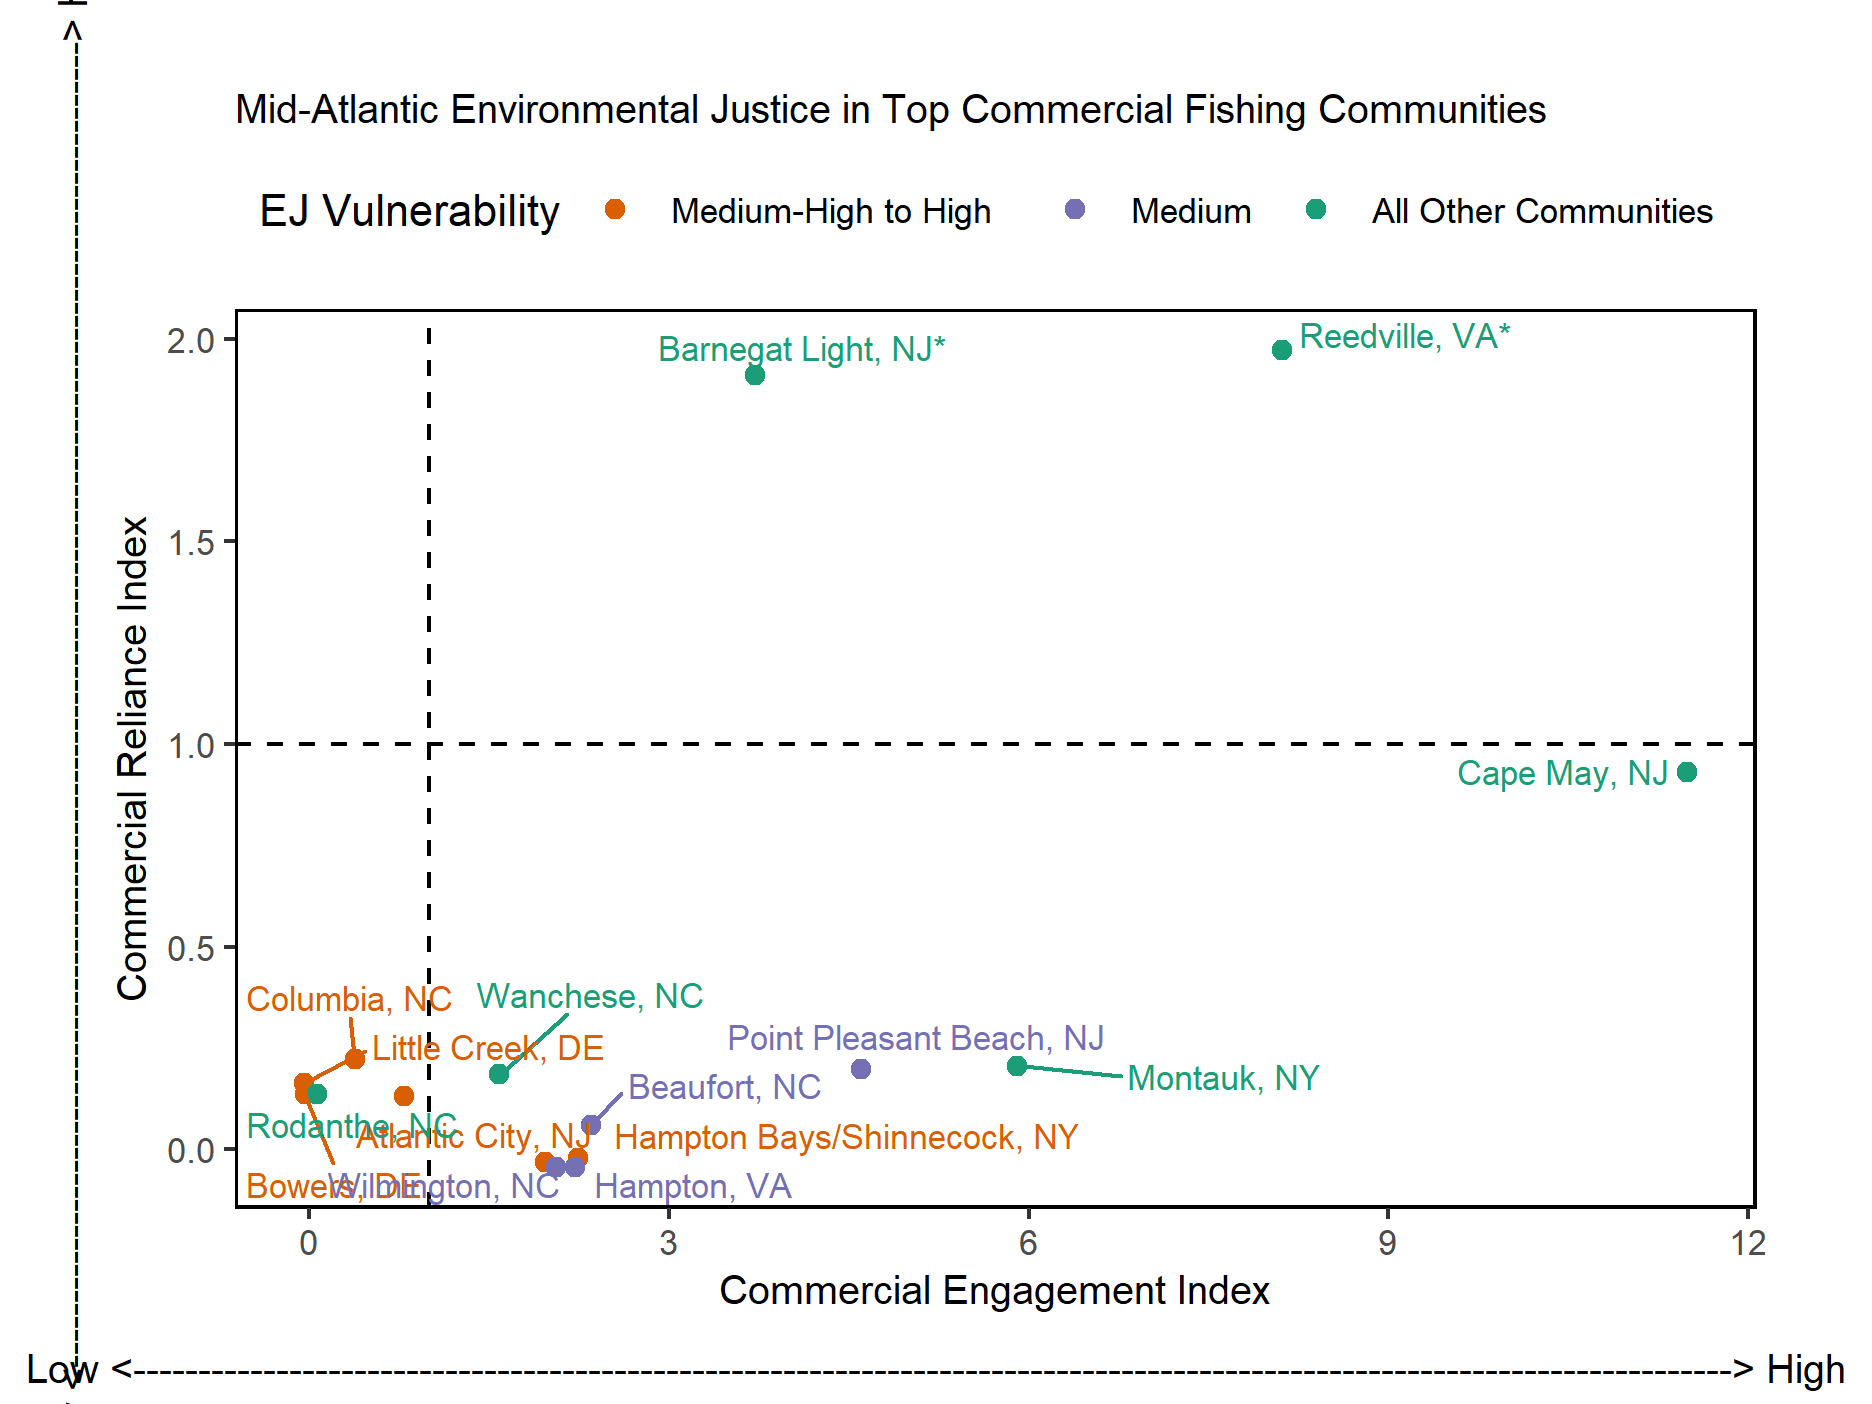 Mid-Atlantic Environmental Justice in Top Commercial Fishing Communities
EJ Vulnerability
Medium-High to High
Medium
All Other Communities
Commercial Reliance Index
2.0
1.5
1.0
0.5
0.0
Barnegat Light, NJ*
Reedville, VA*
Cape May, NJ
Columbia, NC
Wanchese, NC
Little Creek, DE
Point Pleasant Beach, NJ
Montauk, NY
Beaufort, NC
Rodanthe, NC
Atlantic City, NJ
Hampton Bays/Shinnecock, NY
Bowers, DE
Wilmington, NC
Hampton, VA
0
3
6
9
12
Commercial Engagement Index
Low <--------------------------------------------------------------------------------------------------------------------------> High